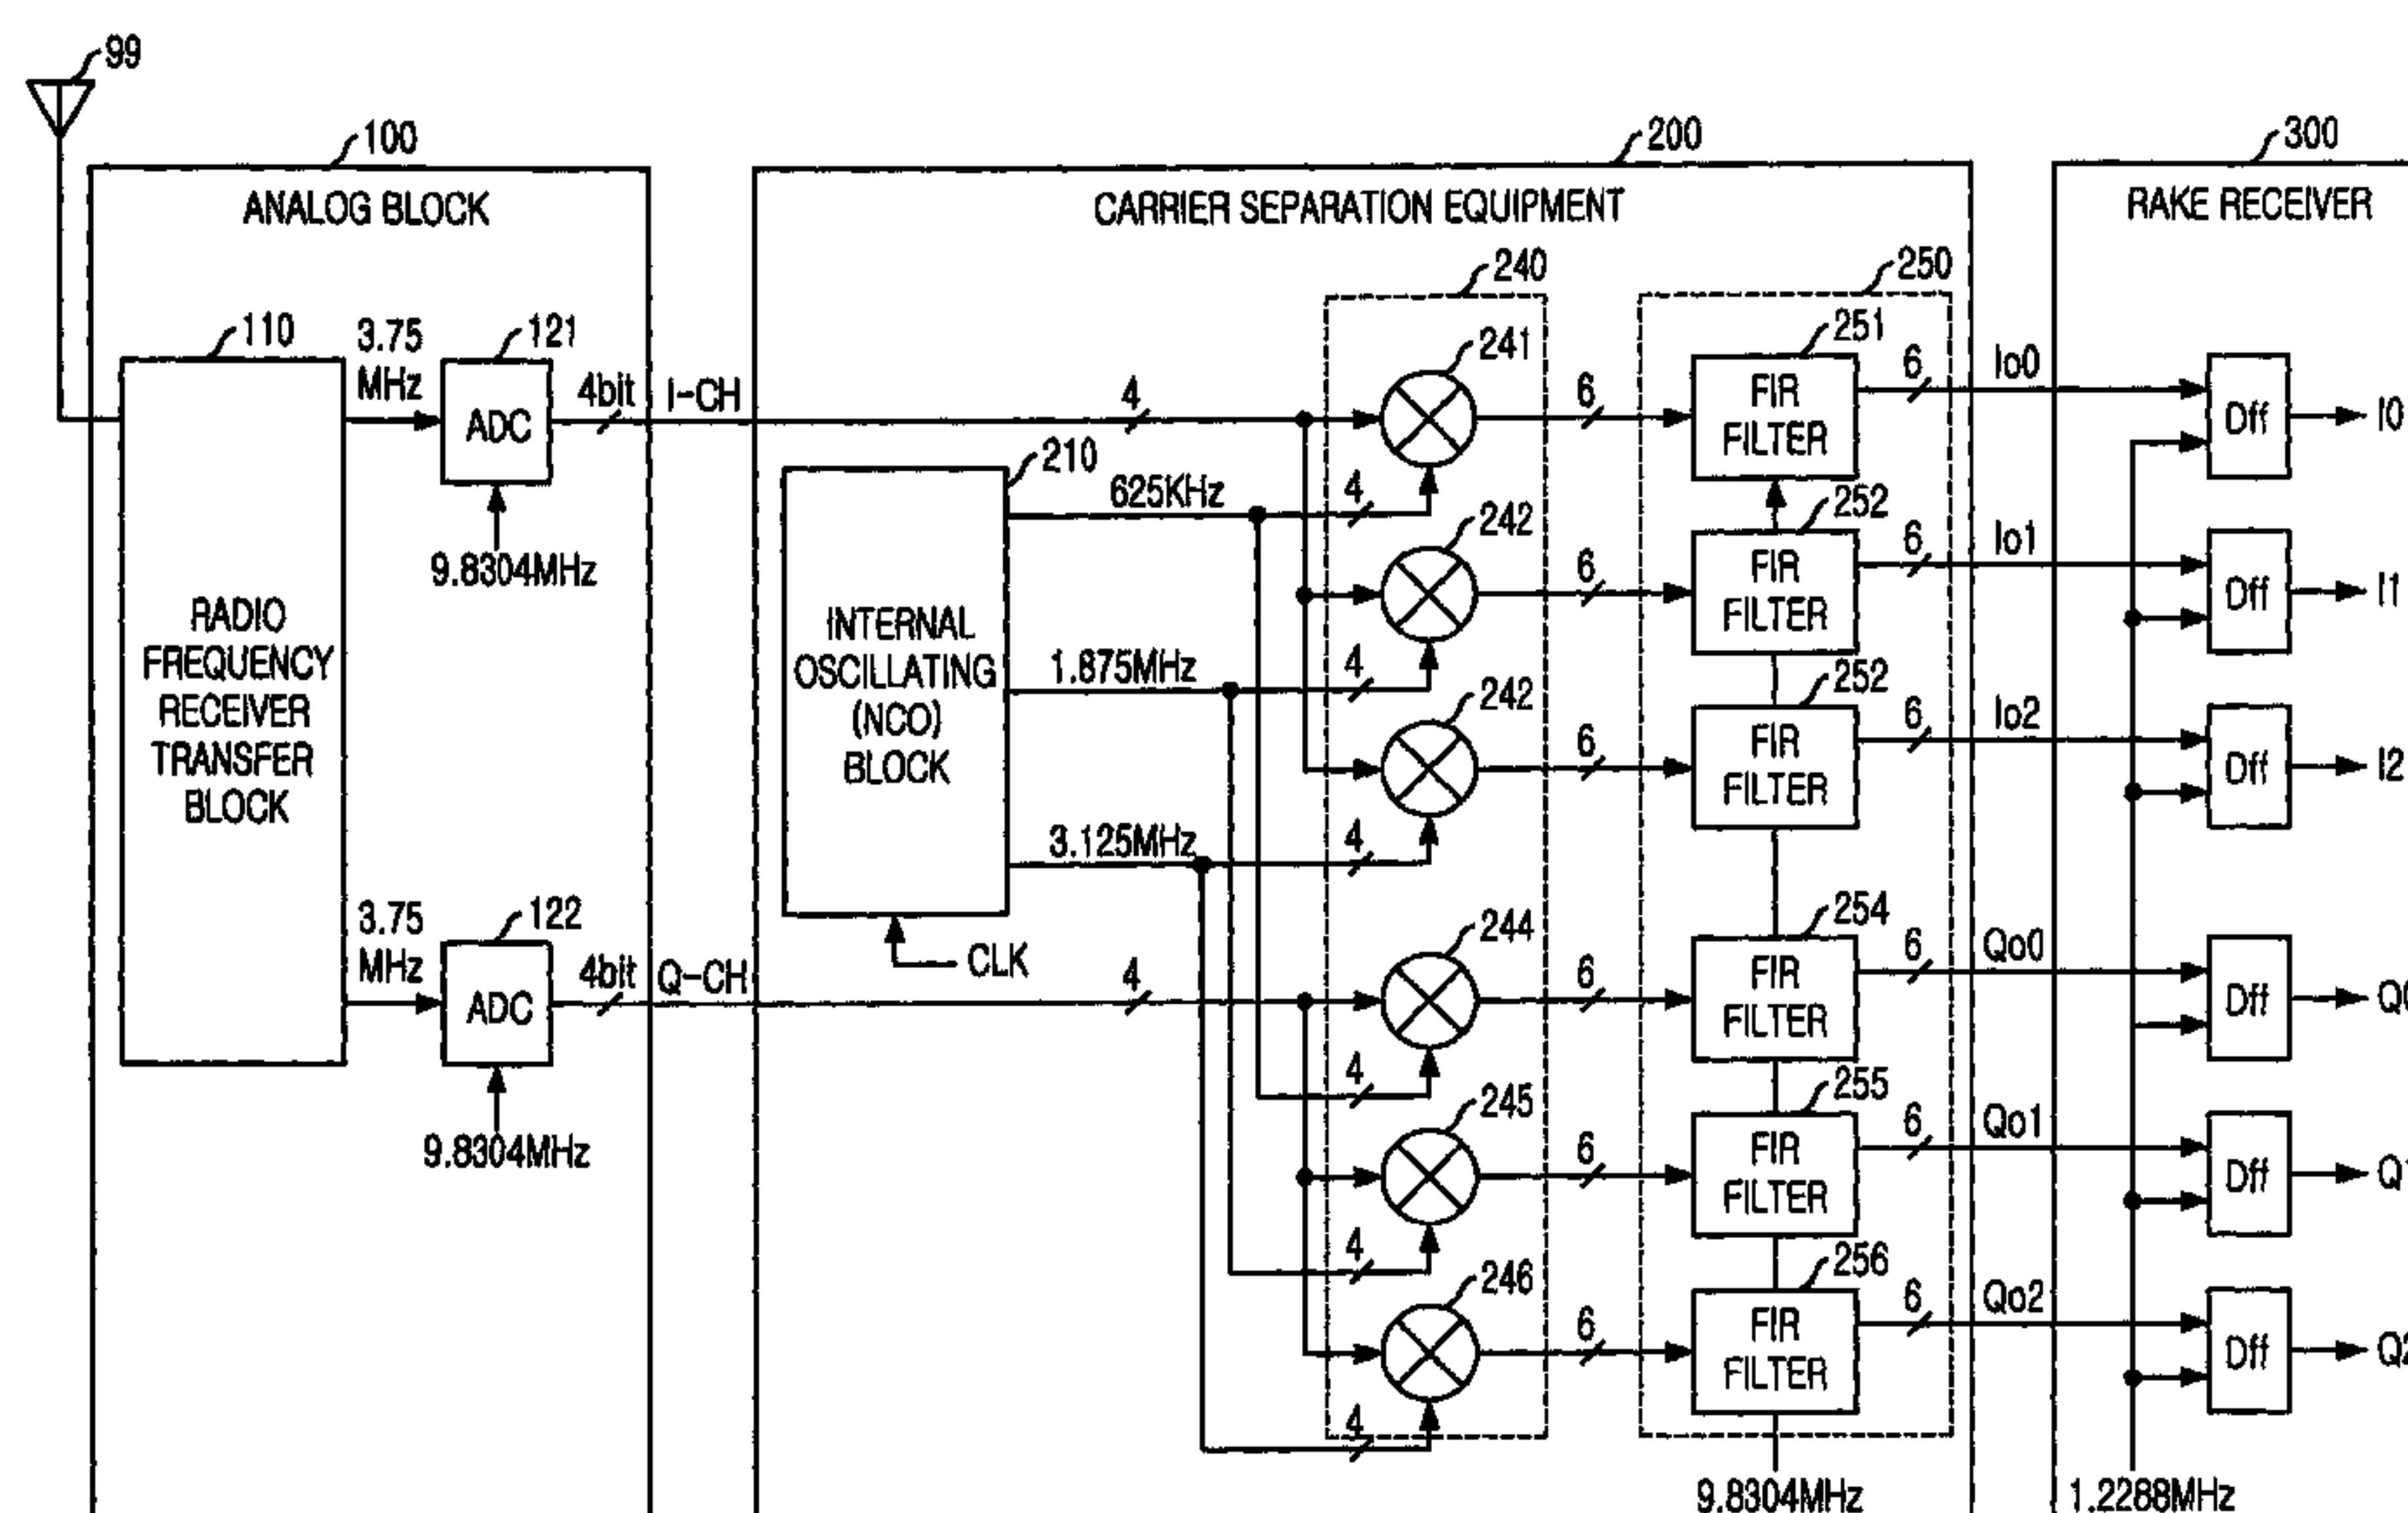 99
100
200
300
ANALOG BLOCK
CARRIER SEPARATION EQUIPMENT
RAKE RECEIVER
240
250
110
3.75
MHz
121
ADC
4bit
I-CH
9.8304MHz
RADIO
FREQUENCY
RECEIVER
TRANSFER
BLOCK
3.75
MHz
122
ADC
4bit
Q-CH
9.8304MHz
210
INTERNAL
OSCILLATING
(NCO)
BLOCK
CLK
625KHz
1.875MHz
3.125MHz
4
241
4
6
251
FIR
FILTER
6
Io0
Dff
I0
242
4
6
252
FIR
FILTER
6
Io1
Dff
I1
242
4
6
252
FIR
FILTER
6
Io2
Dff
I2
4
244
4
6
254
FIR
FILTER
6
Qo0
Dff
245
4
6
255
FIR
FILTER
6
Qo1
Dff
Q1
246
4
6
256
FIR
FILTER
6
Qo2
Dff
Q2
9.8304MHz
1.2288MHz